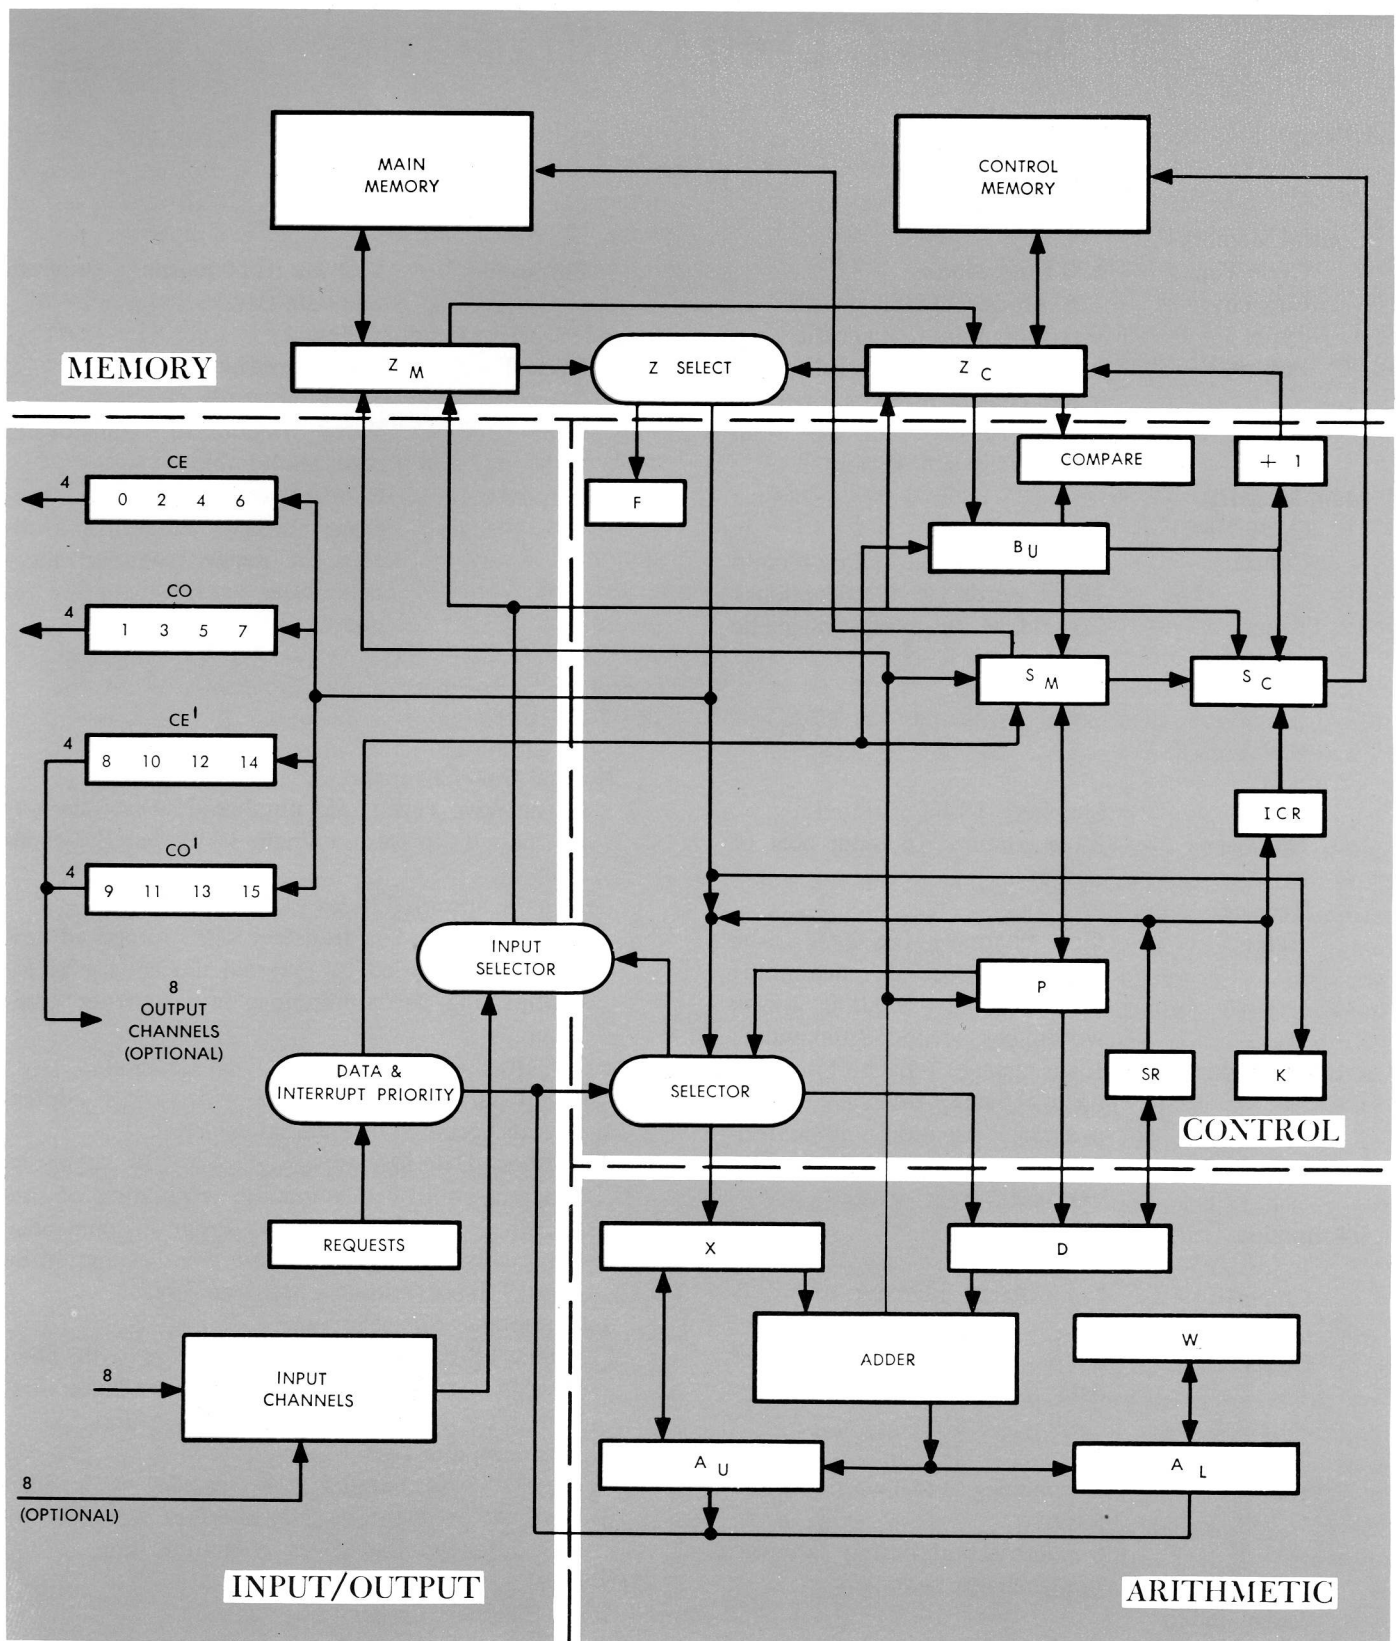 MAIN
MEMORY
CONTROL
MEMORY
MEMORY
Z M
Z SELECT
Z C
CE
4
0 2 4 6
F
COMPARE
+ 1
B U
CO
4
1 3 5 7
S M
S C
CE'
4
8 10 12 14
ICR
CO'
4
9 11 13 15
INPUT
SELECTOR
P
8
OUTPUT
CHANNELS
(OPTIONAL)
DATA &
INTERRUPT PRIORITY
SELECTOR
SR
K
CONTROL
REQUESTS
X
D
ADDER
W
8
INPUT
CHANNELS
A U
A L
8
(OPTIONAL)
INPUT/OUTPUT
ARITHMETIC